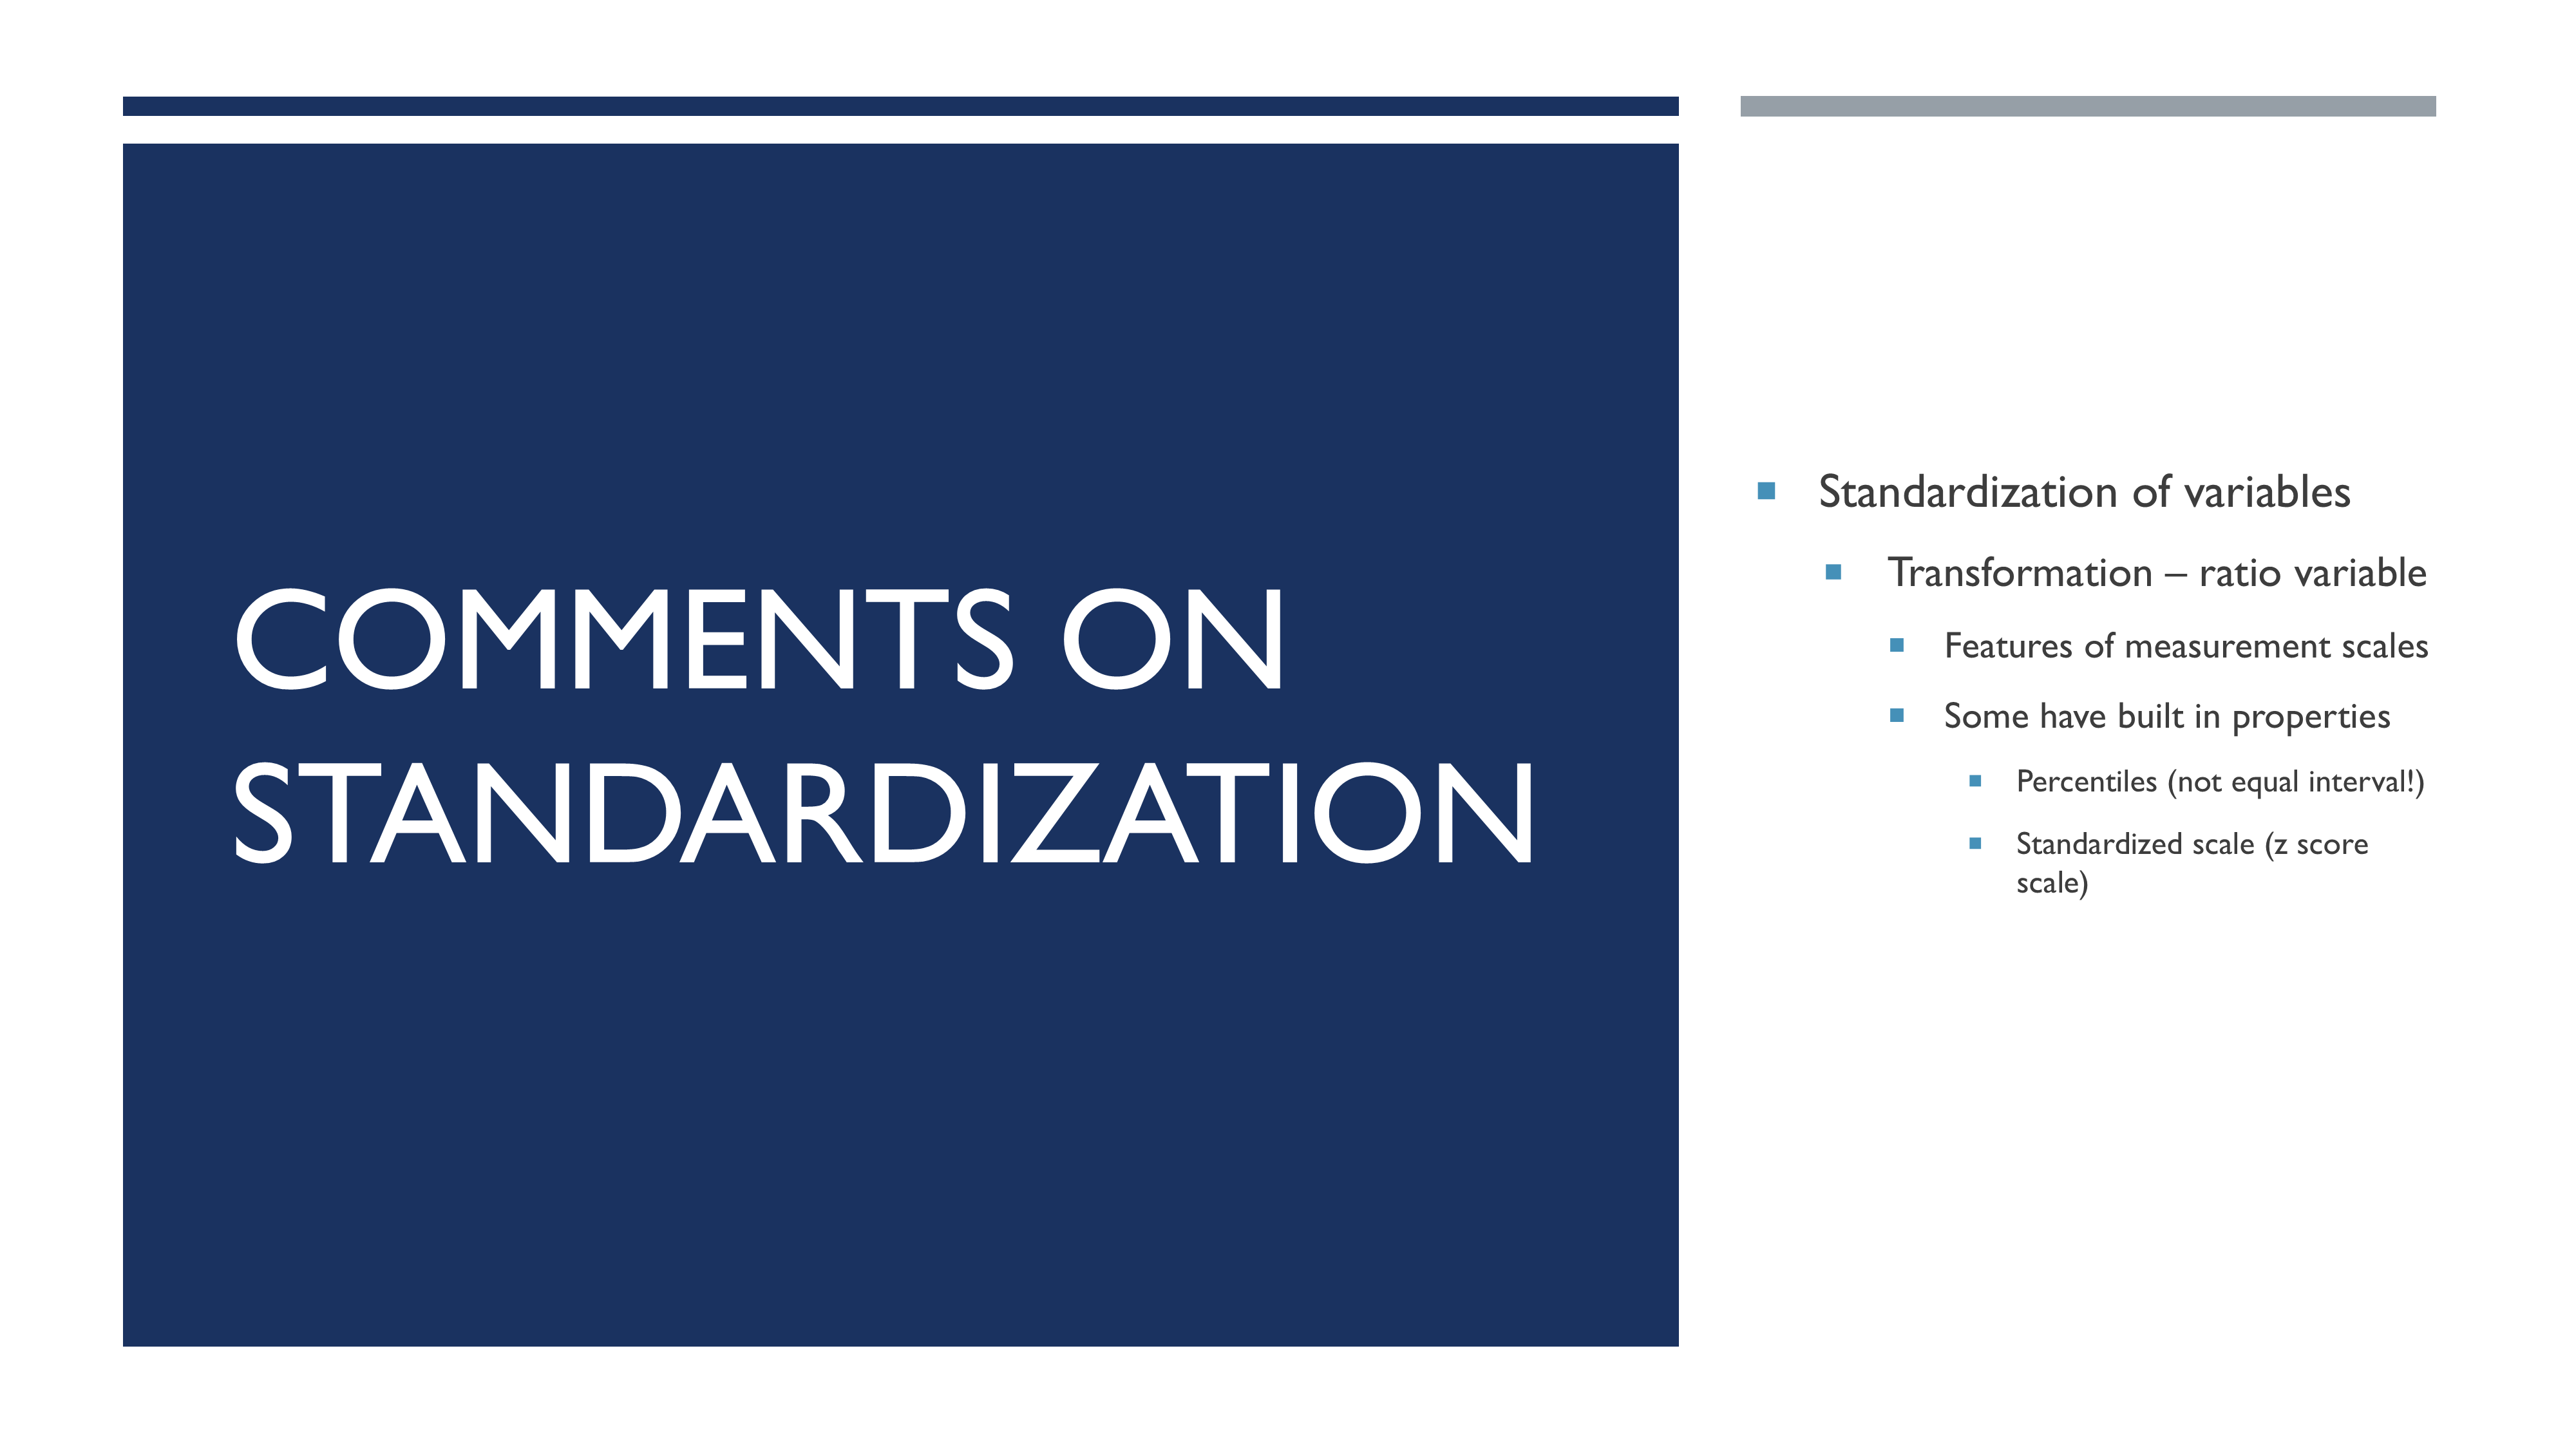 COMMENTS ON
STANDARDIZATION
Standardization of variables
Transformation – ratio variable
Features of measurement scales
Some have built in properties
Percentiles (not equal interval!)
Standardized scale (z score
scale)